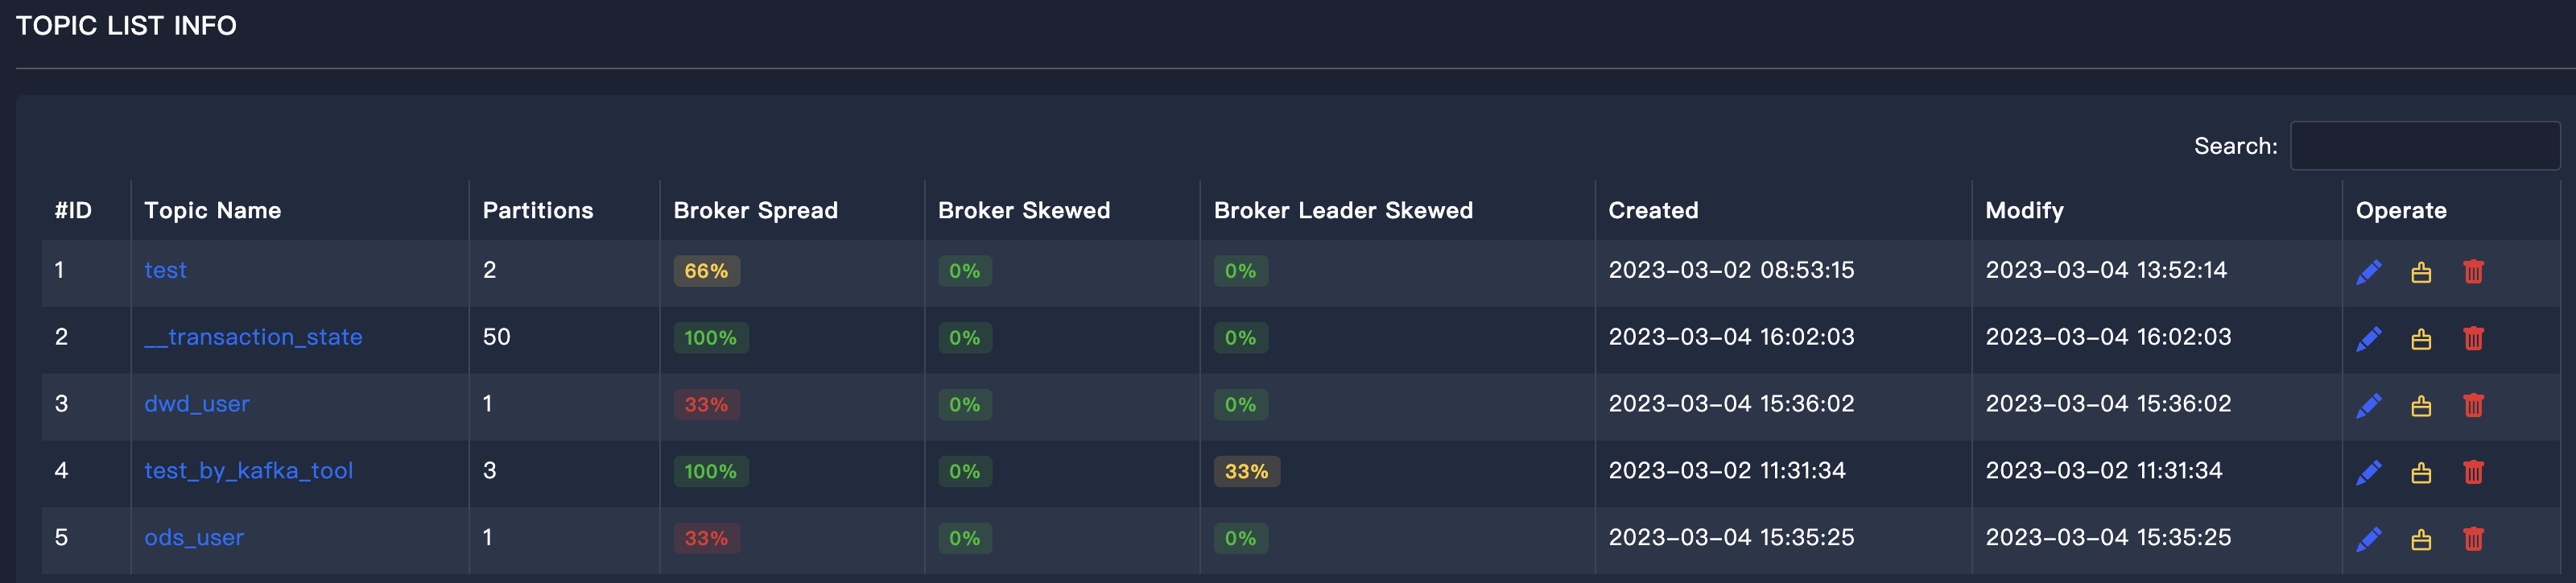 TOPIC LIST INFO
Search:
#ID Topic Name Partitions Broker Spread Broker Skewed Broker Leader Skewed Created Modify Operate
1 test 2 66% 0% 0% 2023-03-02 08:53:15 2023-03-04 13:52:14
2 __transaction_state 50 100% 0% 0% 2023-03-04 16:02:03 2023-03-04 16:02:03
3 dwd_user 1 33% 0% 0% 2023-03-04 15:36:02 2023-03-04 15:36:02
4 test_by_kafka_tool 3 100% 0% 33% 2023-03-02 11:31:34 2023-03-02 11:31:34
5 ods_user 1 33% 0% 0% 2023-03-04 15:35:25 2023-03-04 15:35:25